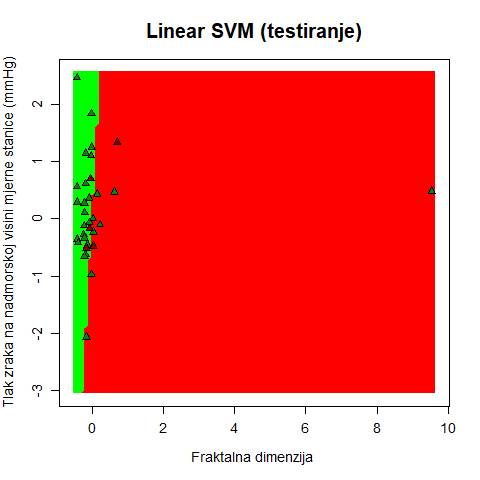 Linear SVM (testiranje)
Tlak zraka na nadmorskoj visini mjerne stanice (mmHg)
2
1
0
-1
-2
-3
0 2 4 6 8 10
Fraktalna dimenzija